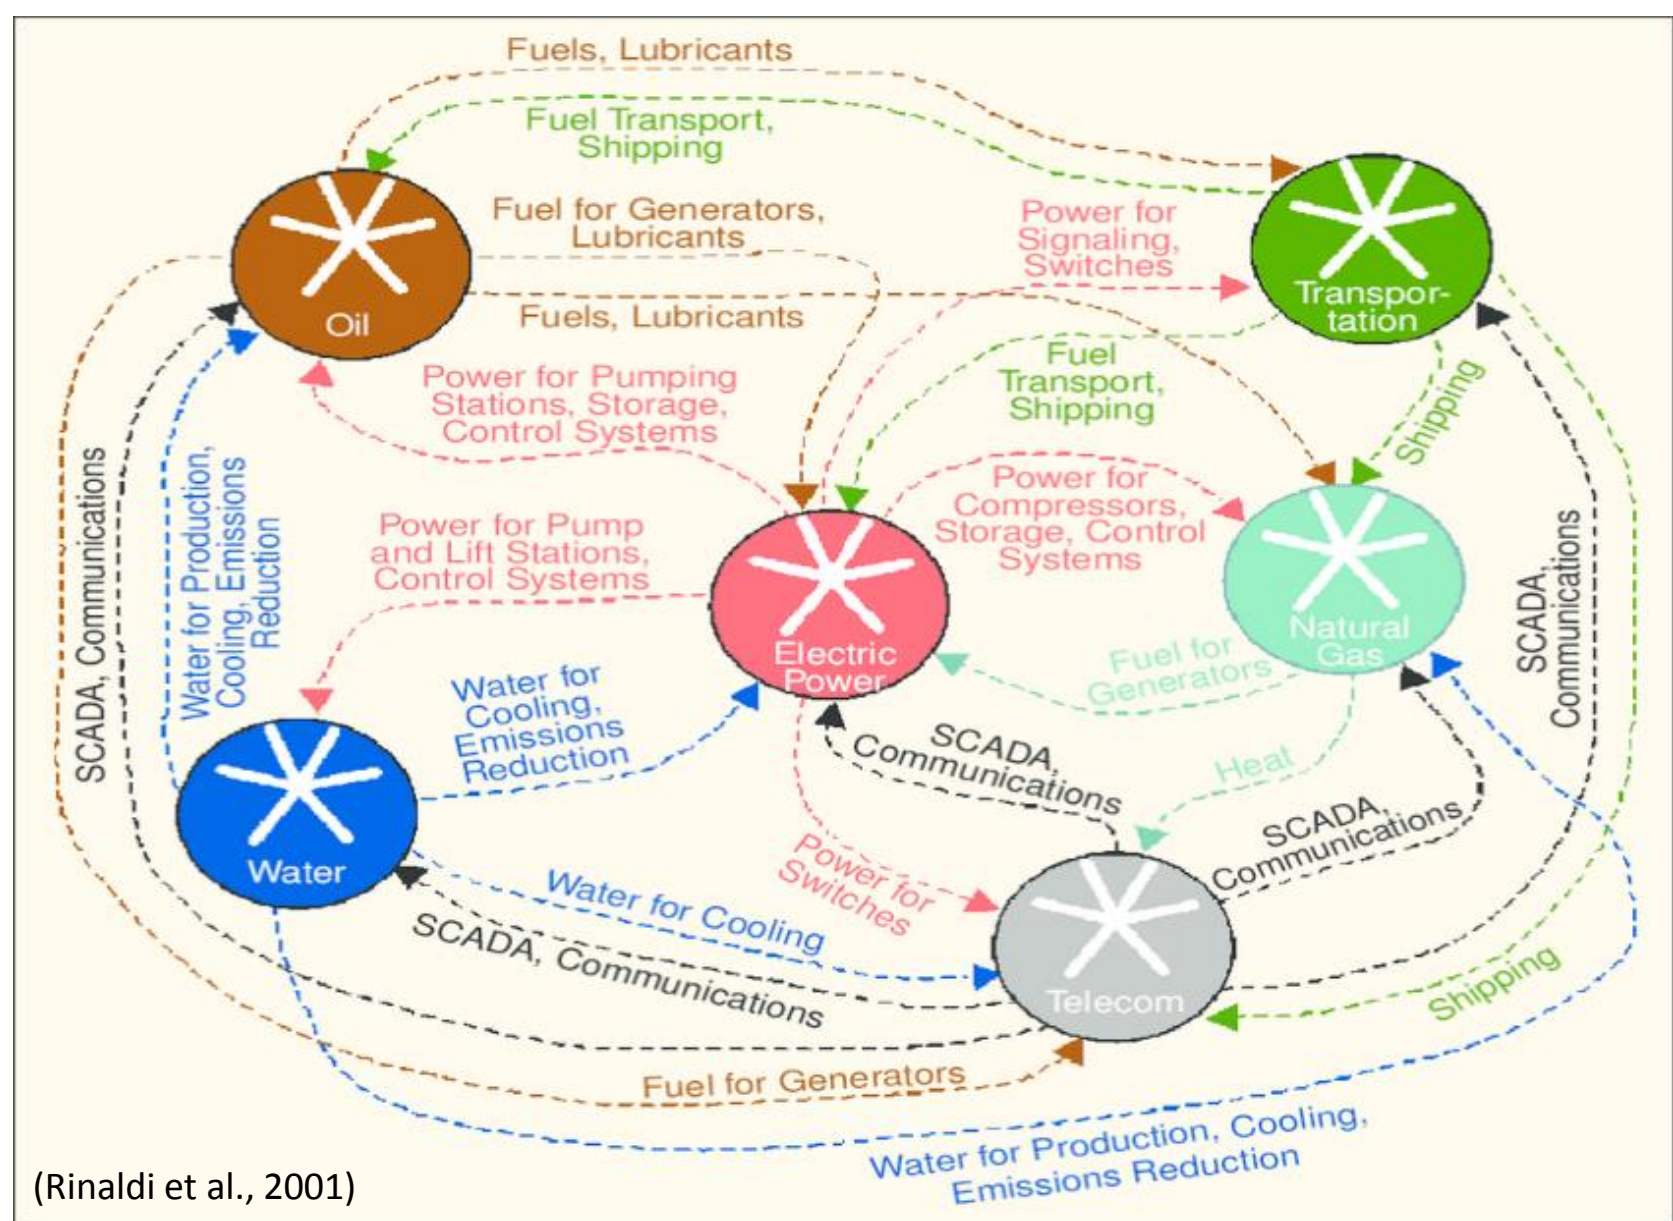 Fuels, Lubricants
Fuel Transport,
Shipping
Fuel for Generators,
Lubricants
Power for
Signaling,
Switches
Transpor-
tation
Oil
Fuels, Lubricants
Fuel
Transport,
Shipping
Shipping
Power for Pumping
Stations, Storage,
Control Systems
SCADA, Communications
Water for Production,
Cooling, Emissions
Reduction
Power for
Compressors,
Storage, Control
Systems
Power for Pump
and Lift Stations,
Control Systems
SCADA,
Communications
Electric
Power
Natural
Gas
Fuel for
Generators
Water for
Cooling,
Emissions
Reduction
SCADA,
Communications
Heat
SCADA,
Communications
Water
Power for
Switches
Water for Cooling
SCADA, Communications
Telecom
Shipping
Fuel for Generators
Water for Production, Cooling,
Emissions Reduction
(Rinaldi et al., 2001)